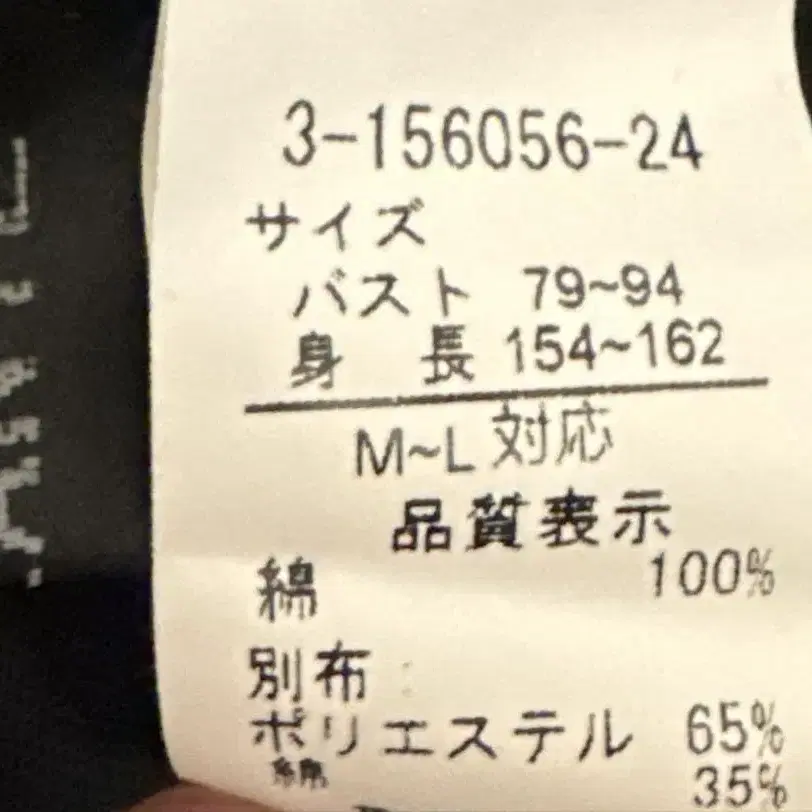 3-156056-24
サイズ
バスト 79~94
身長 154~162
M~L対応
品質表示
綿 100%
別布
ポリエステル 65%
綿 35%